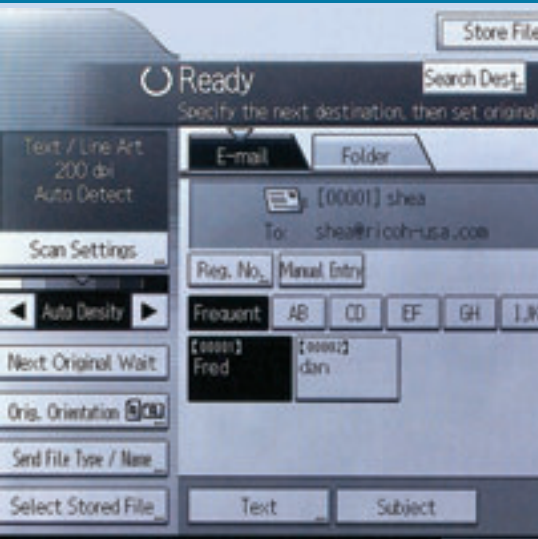 Store File
Ready
Search Dest.
Specify the next destination, then set original
Text / Line Art
200 dpi
Auto Detect
Scan Settings
Auto Density
Next Original Wait
Orig. Orientation
Send File Type / Name
Select Stored File
E-mail
Folder
[00001] shea
To: shea@ricoh-usa.com
Reg. No.
Manual Entry
Frequent AB CD EF GH IJK
[00001]
Fred
[00002]
dan
Text
Subject